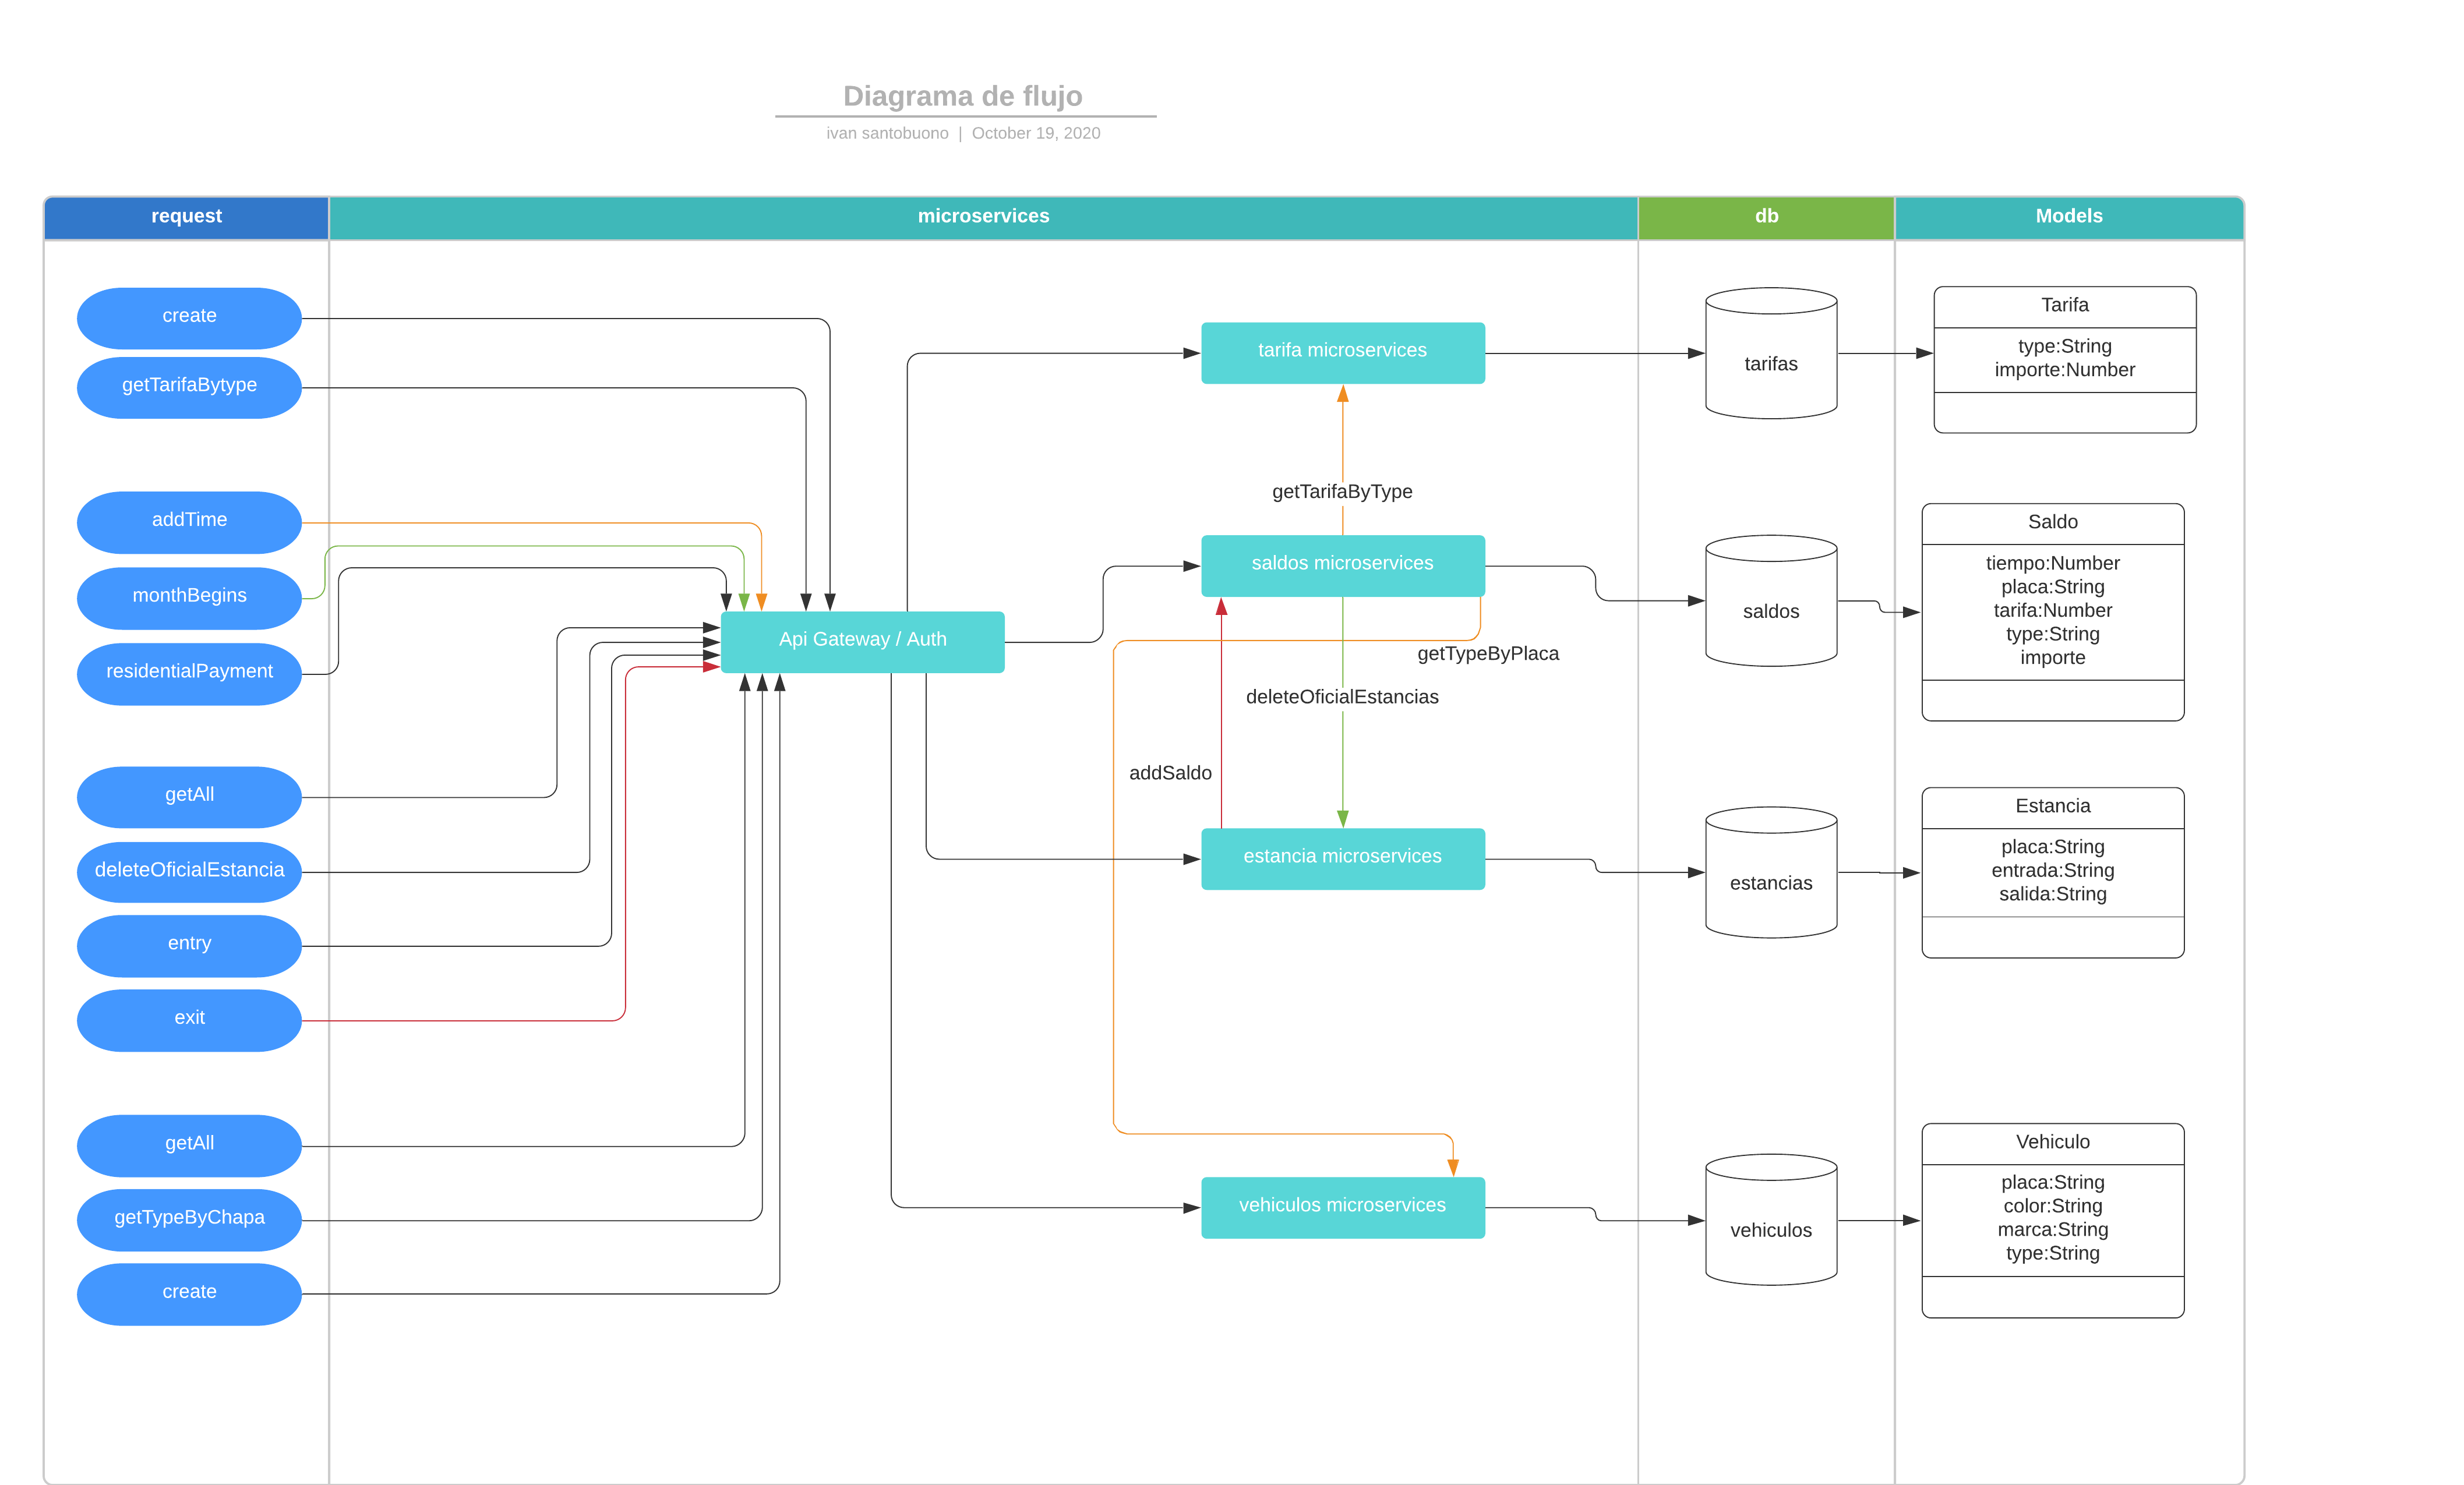 Diagrama de flujo
ivan santobuono | October 19, 2020
request
microservices
db
Models
create
getTarifaBytype
addTime
monthBegins
residentialPayment
getAll
deleteOficialEstancia
entry
exit
getAll
getTypeByChapa
create
Api Gateway / Auth
tarifa microservices
getTarifaByType
saldos microservices
getTypeByPlaca
deleteOficialEstancias
addSaldo
estancia microservices
vehiculos microservices
tarifas
saldos
estancias
vehiculos
Tarifa
type:String
importe:Number
Saldo
tiempo:Number
placa:String
tarifa:Number
type:String
importe
Estancia
placa:String
entrada:String
salida:String
Vehiculo
placa:String
color:String
marca:String
type:String